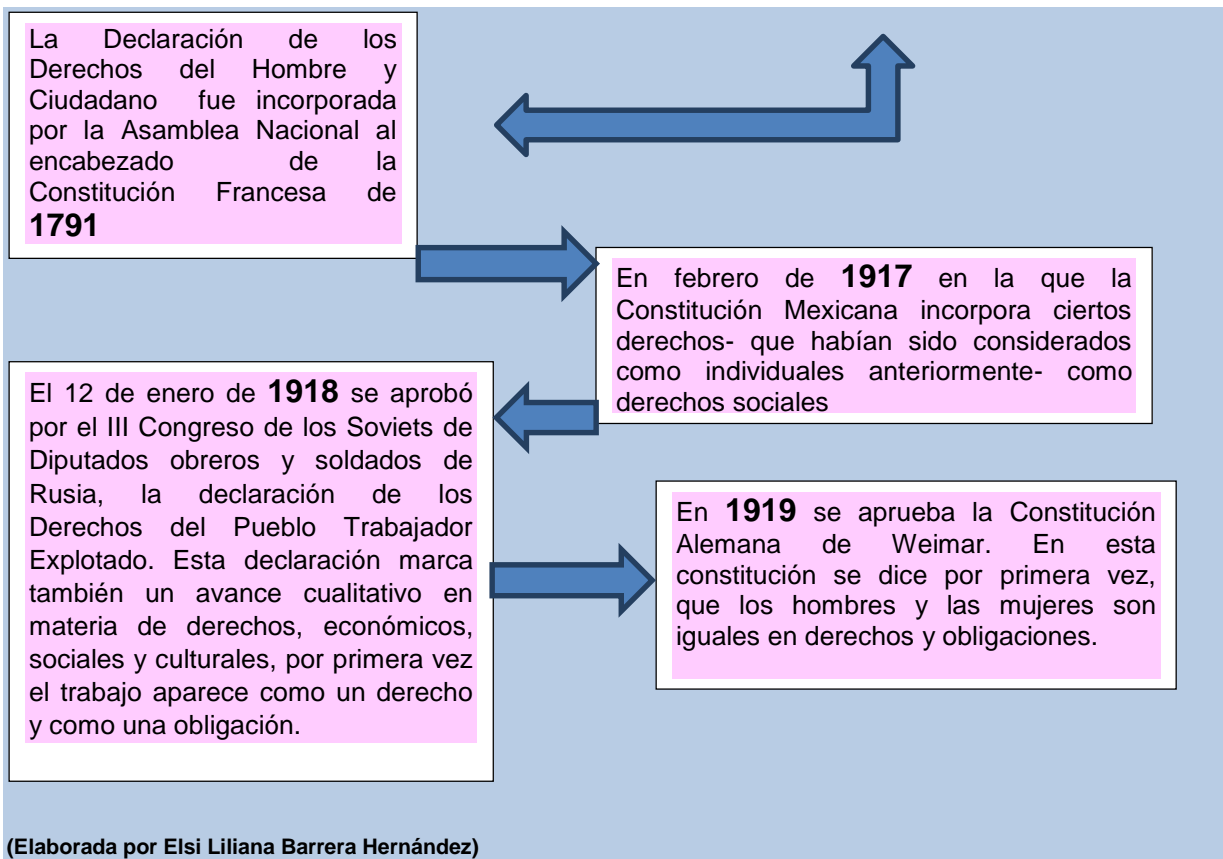 La Declaración de los
Derechos del Hombre y
Ciudadano fue incorporada
por la Asamblea Nacional al
encabezado de la
Constitución Francesa de
1791
En febrero de 1917 en la que la
Constitución Mexicana incorpora ciertos
derechos- que habían sido considerados
como individuales anteriormente- como
derechos sociales
El 12 de enero de 1918 se aprobó
por el III Congreso de los Soviets de
Diputados obreros y soldados de
Rusia, la declaración de los
Derechos del Pueblo Trabajador
Explotado. Esta declaración marca
también un avance cualitativo en
materia de derechos, económicos,
sociales y culturales, por primera vez
el trabajo aparece como un derecho
y como una obligación.
En 1919 se aprueba la Constitución
Alemana de Weimar. En esta
constitución se dice por primera vez,
que los hombres y las mujeres son
iguales en derechos y obligaciones.
(Elaborada por Elsi Liliana Barrera Hernández)